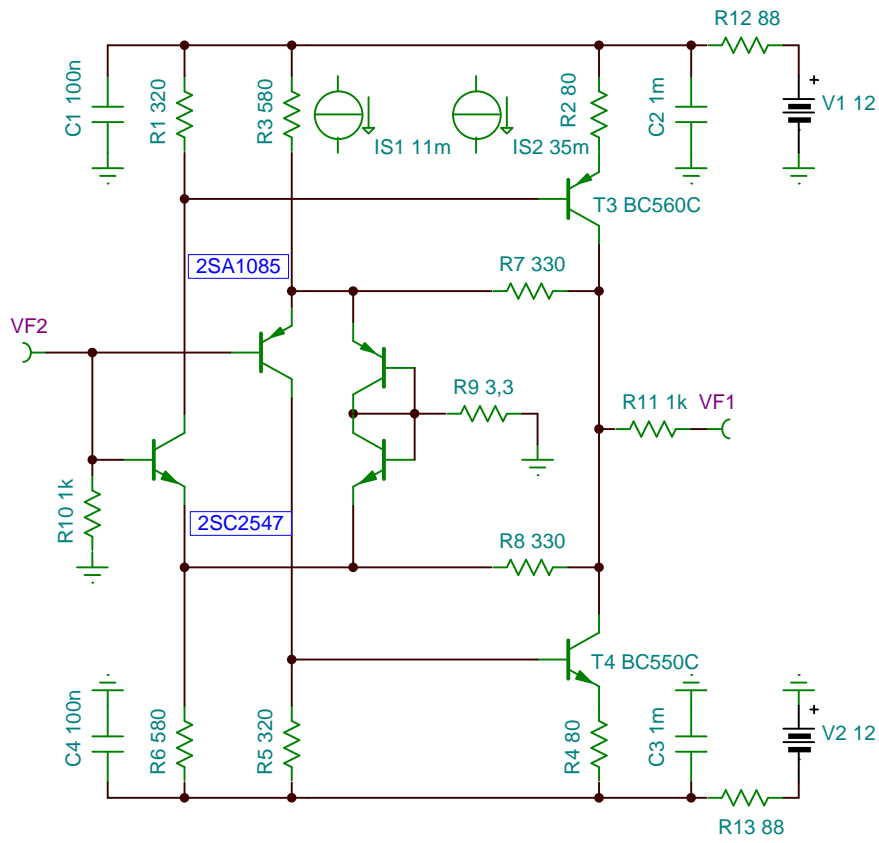 R12 88
C1 100n
R1 320
R3 580
IS1 11m
IS2 35m
R2 80
C2 1m
+
V1 12
T3 BC560C
2SA1085
R7 330
VF2
R9 3,3
R11 1k
VF1
R10 1k
2SC2547
R8 330
T4 BC550C
C4 100n
R6 580
R5 320
R4 80
C3 1m
+
V2 12
R13 88